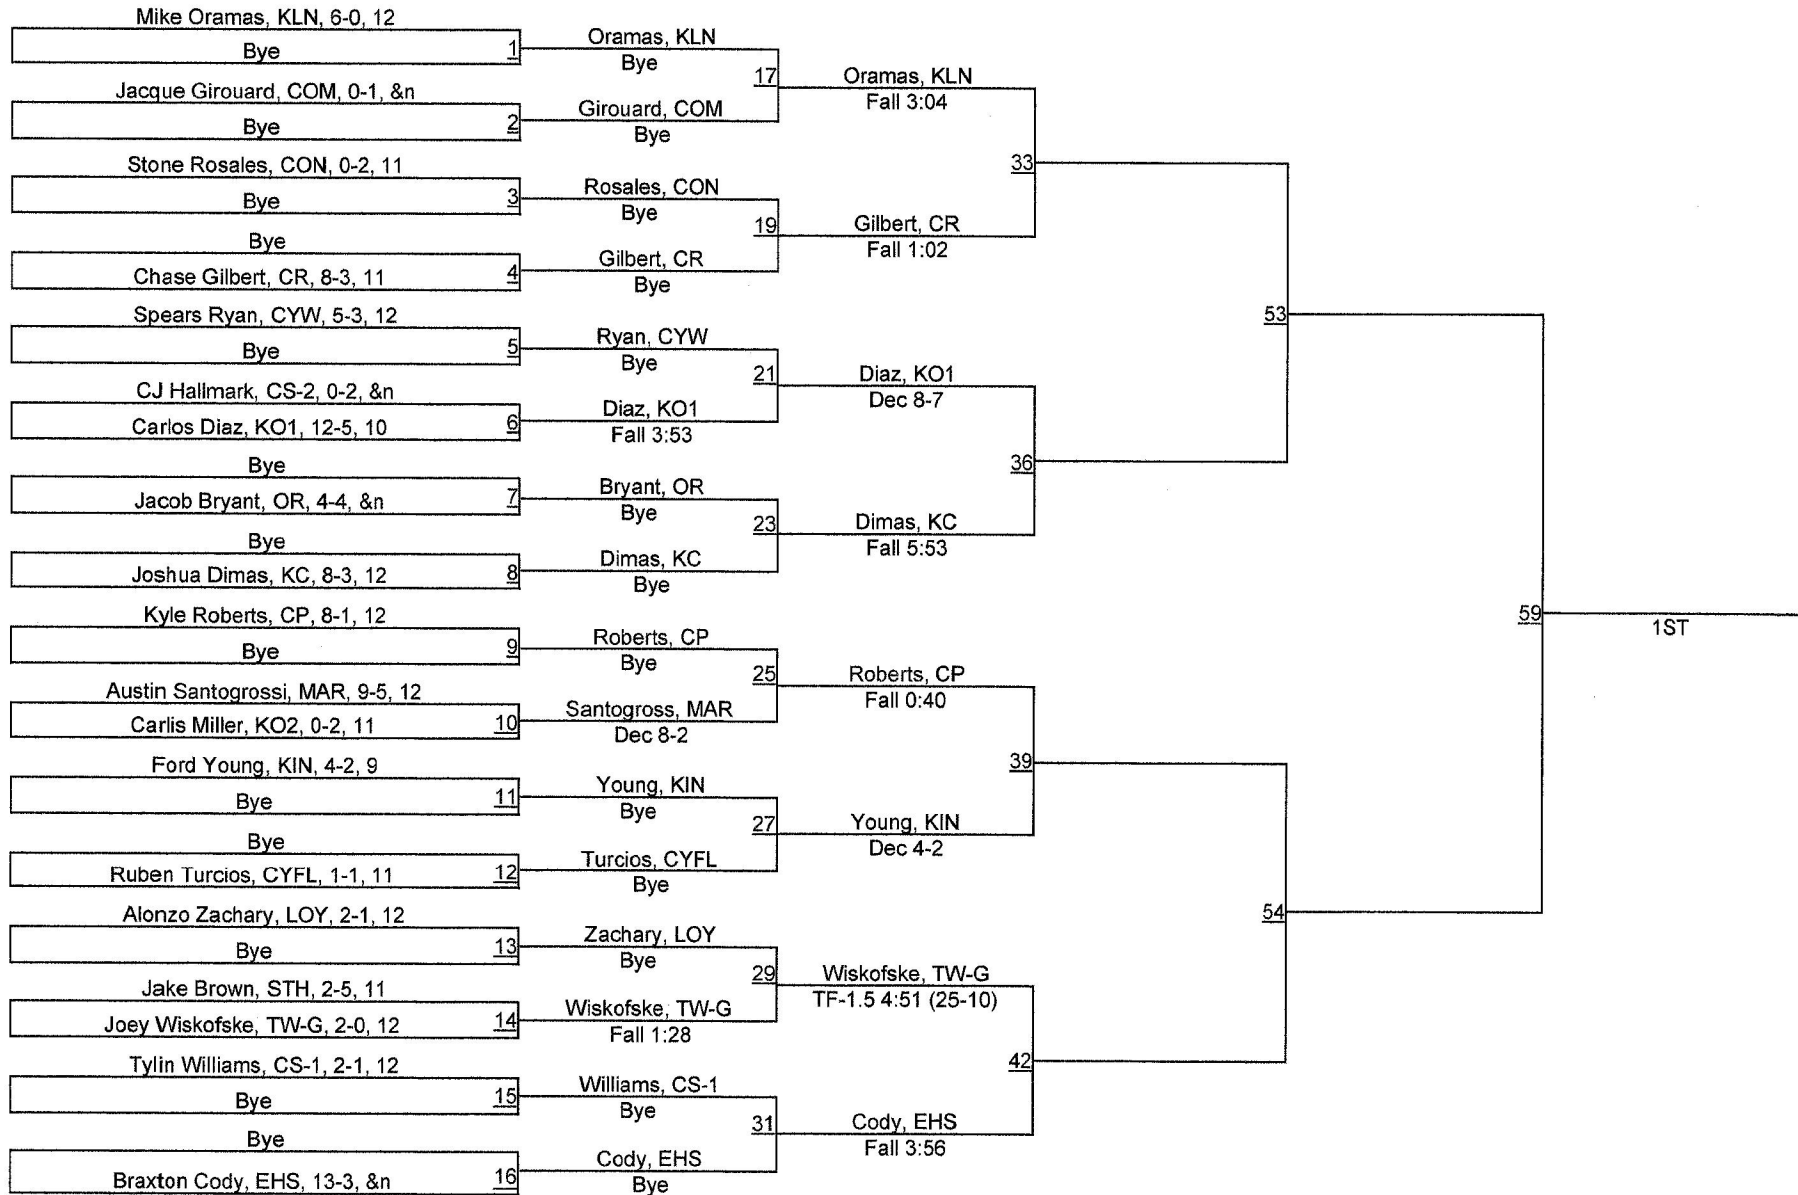 Mike Oramas, KLN, 6-0, 12
Bye
1
Jacque Girouard, COM, 0-1, &n
Bye
2
Stone Rosales, CON, 0-2, 11
Bye
3
Bye
Chase Gilbert, CR, 8-3, 11
4
Spears Ryan, CYW, 5-3, 12
Bye
5
CJ Hallmark, CS-2, 0-2, &n
Carlos Diaz, KO1, 12-5, 10
6
Bye
Jacob Bryant, OR, 4-4, &n
7
Bye
Joshua Dimas, KC, 8-3, 12
8
Kyle Roberts, CP, 8-1, 12
Bye
9
Austin Santogrossi, MAR, 9-5, 12
Carlis Miller, KO2, 0-2, 11
10
Ford Young, KIN, 4-2, 9
Bye
11
Bye
Ruben Turcios, CYFL, 1-1, 11
12
Alonzo Zachary, LOY, 2-1, 12
Bye
13
Jake Brown, STH, 2-5, 11
Joey Wiskofske, TW-G, 2-0, 12
14
Tylin Williams, CS-1, 2-1, 12
Bye
15
Bye
Braxton Cody, EHS, 13-3, &n
16
Oramas, KLN
Bye
17
Girouard, COM
Bye
Rosales, CON
Bye
19
Gilbert, CR
Bye
Ryan, CYW
Bye
21
Diaz, KO1
Fall 3:53
Bryant, OR
Bye
23
Dimas, KC
Bye
Roberts, CP
Bye
25
Santogross, MAR
Dec 8-2
Young, KIN
Bye
27
Turcios, CYFL
Bye
Zachary, LOY
Bye
29
Wiskofske, TW-G
Fall 1:28
Williams, CS-1
Bye
31
Cody, EHS
Bye
Oramas, KLN
Fall 3:04
33
Gilbert, CR
Fall 1:02
Diaz, KO1
Dec 8-7
36
Dimas, KC
Fall 5:53
Roberts, CP
Fall 0:40
39
Young, KIN
Dec 4-2
Wiskofske, TW-G
TF-1.5 4:51 (25-10)
42
Cody, EHS
Fall 3:56
53
54
59
1ST